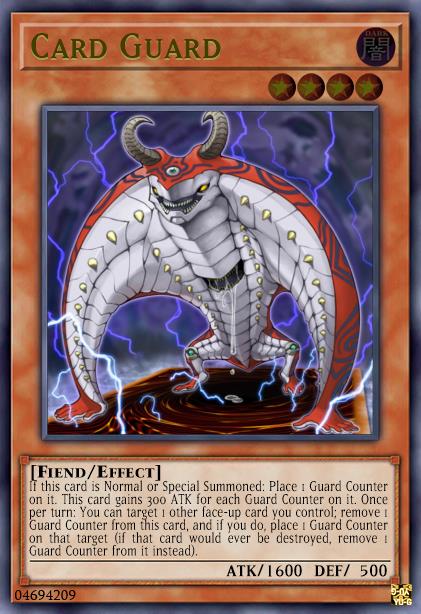 CARD GUARD
DARK
闇
[FIEND/EFFECT]
If this card is Normal or Special Summoned: Place 1 Guard Counter
on it. This card gains 300 ATK for each Guard Counter on it. Once
per turn: You can target 1 other face-up card you control; remove 1
Guard Counter from this card, and if you do, place 1 Guard Counter
on that target (if that card would ever be destroyed, remove 1
Guard Counter from it instead).
ATK/1600 DEF/ 500
04694209